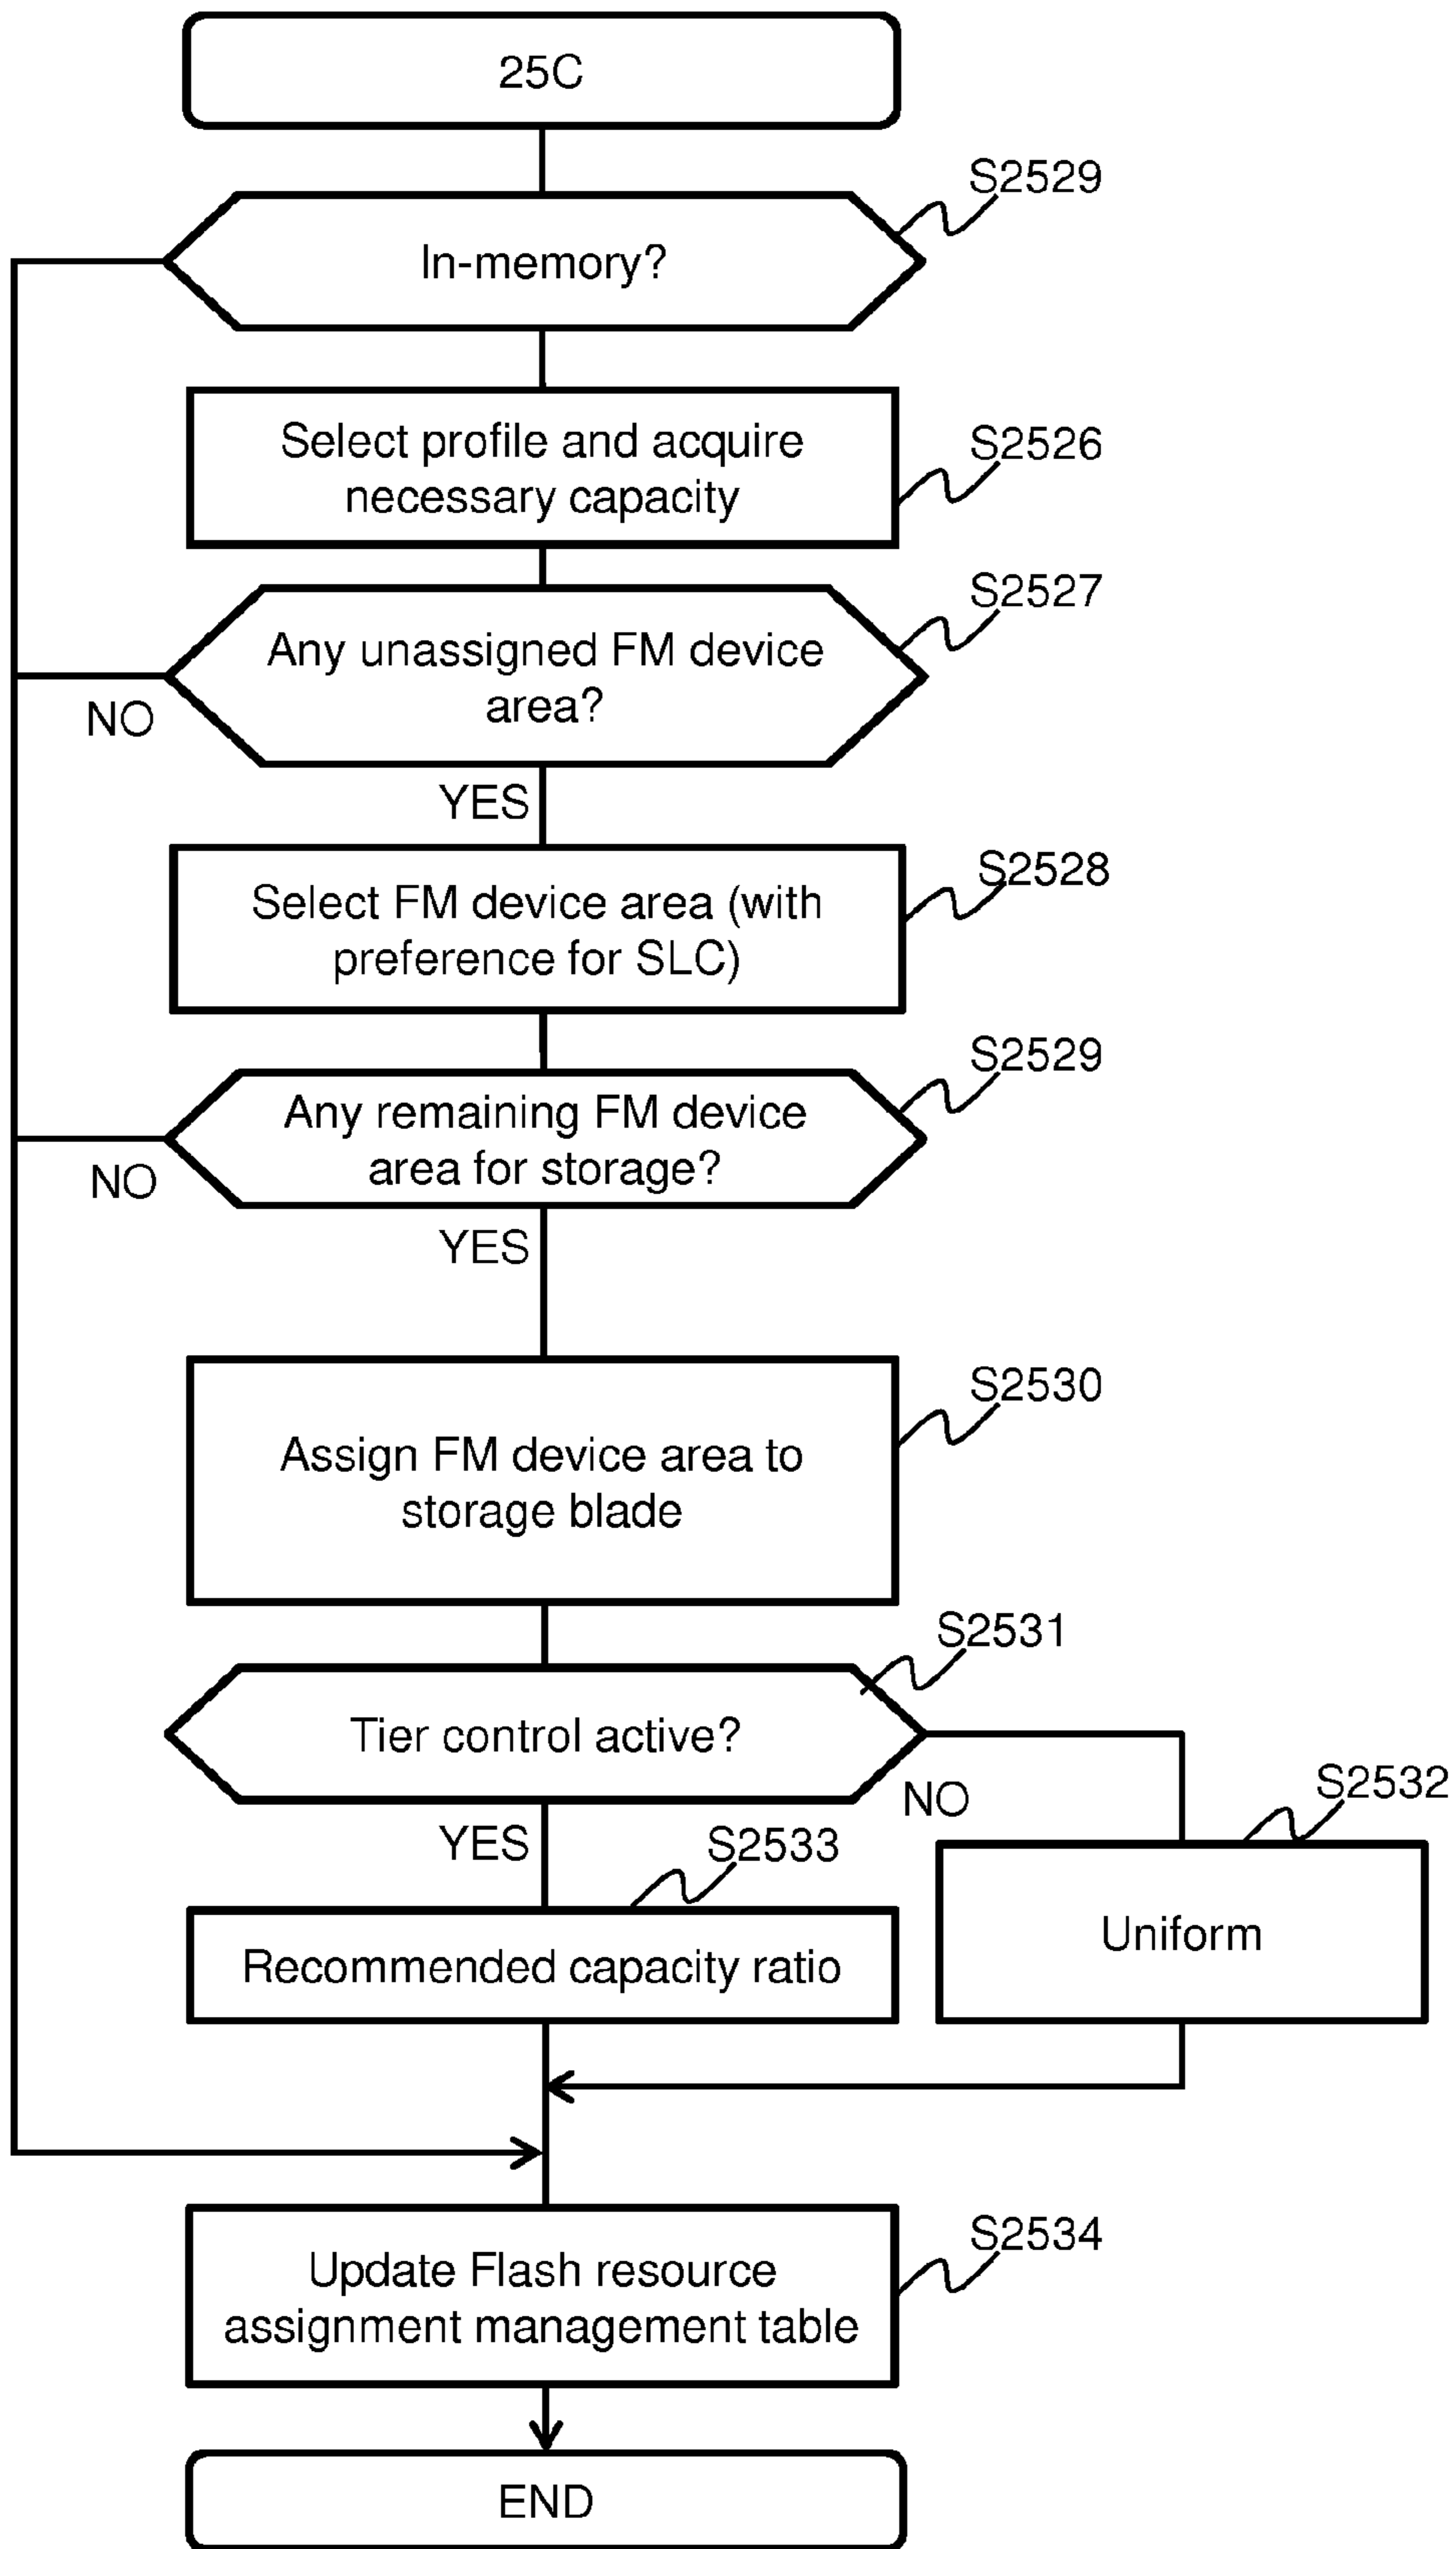 25C
S2529
In-memory?
Select profile and acquire
necessary capacity
S2526
S2527
Any unassigned FM device
area?
NO
YES
S2528
Select FM device area (with
preference for SLC)
S2529
Any remaining FM device
area for storage?
NO
YES
S2530
Assign FM device area to
storage blade
S2531
Tier control active?
NO
S2532
YES
S2533
Uniform
Recommended capacity ratio
S2534
Update Flash resource
assignment management table
END